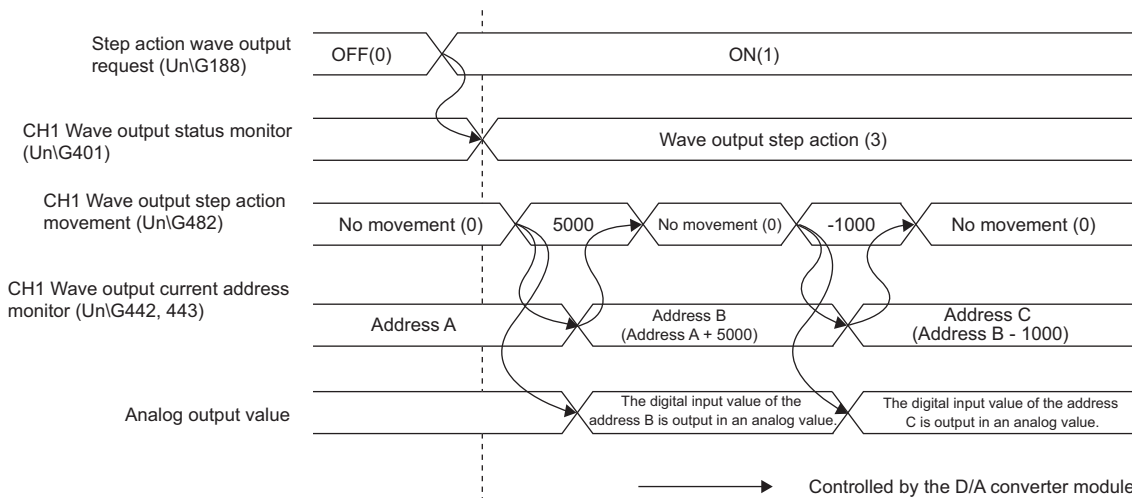 Step action wave output
request (Un\G188)
OFF(0)
ON(1)
CH1 Wave output status monitor
(Un\G401)
Wave output step action (3)
CH1 Wave output step action
movement (Un\G482)
No movement (0)
5000
No movement (0)
-1000
No movement (0)
CH1 Wave output current address
monitor (Un\G442, 443)
Address A
Address B
(Address A + 5000)
Address C
(Address B - 1000)
Analog output value
The digital input value of the
address B is output in an analog value.
The digital input value of the address
C is output in an analog value.
Controlled by the D/A converter module